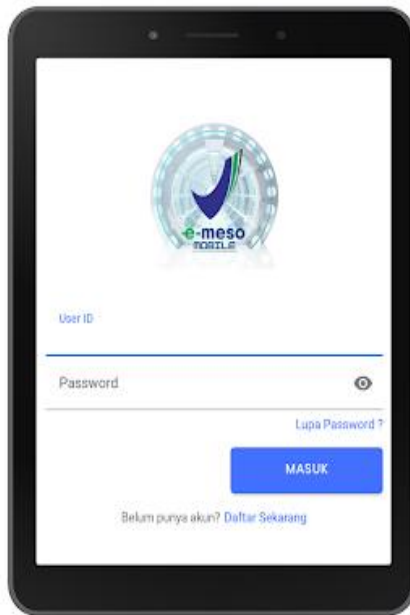 e-meso
MOBILE
User ID
Password
Lupa Password ?
MASUK
Belum punya akun? Daftar Sekarang